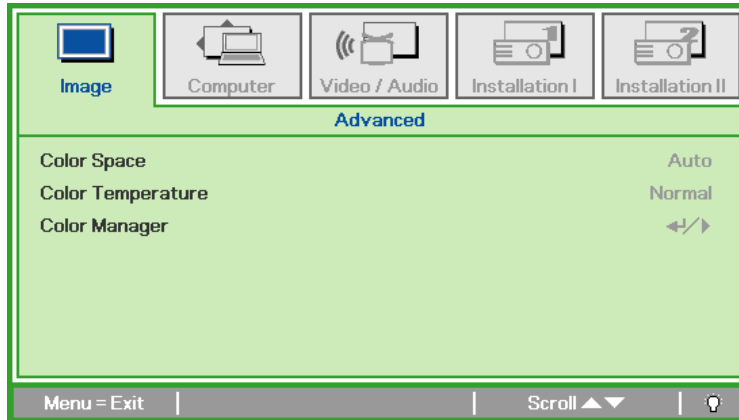 Image Computer Video / Audio Installation I Installation II
Advanced
Color Space Auto
Color Temperature Normal
Color Manager ↵/▶
Menu = Exit Scroll ▲▼